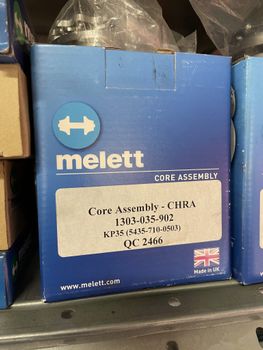 melett
CORE ASSEMBLY
Core Assembly - CHRA
1303-035-902
KP35 (5435-710-0503)
QC 2466
Made in UK
www.melett.com